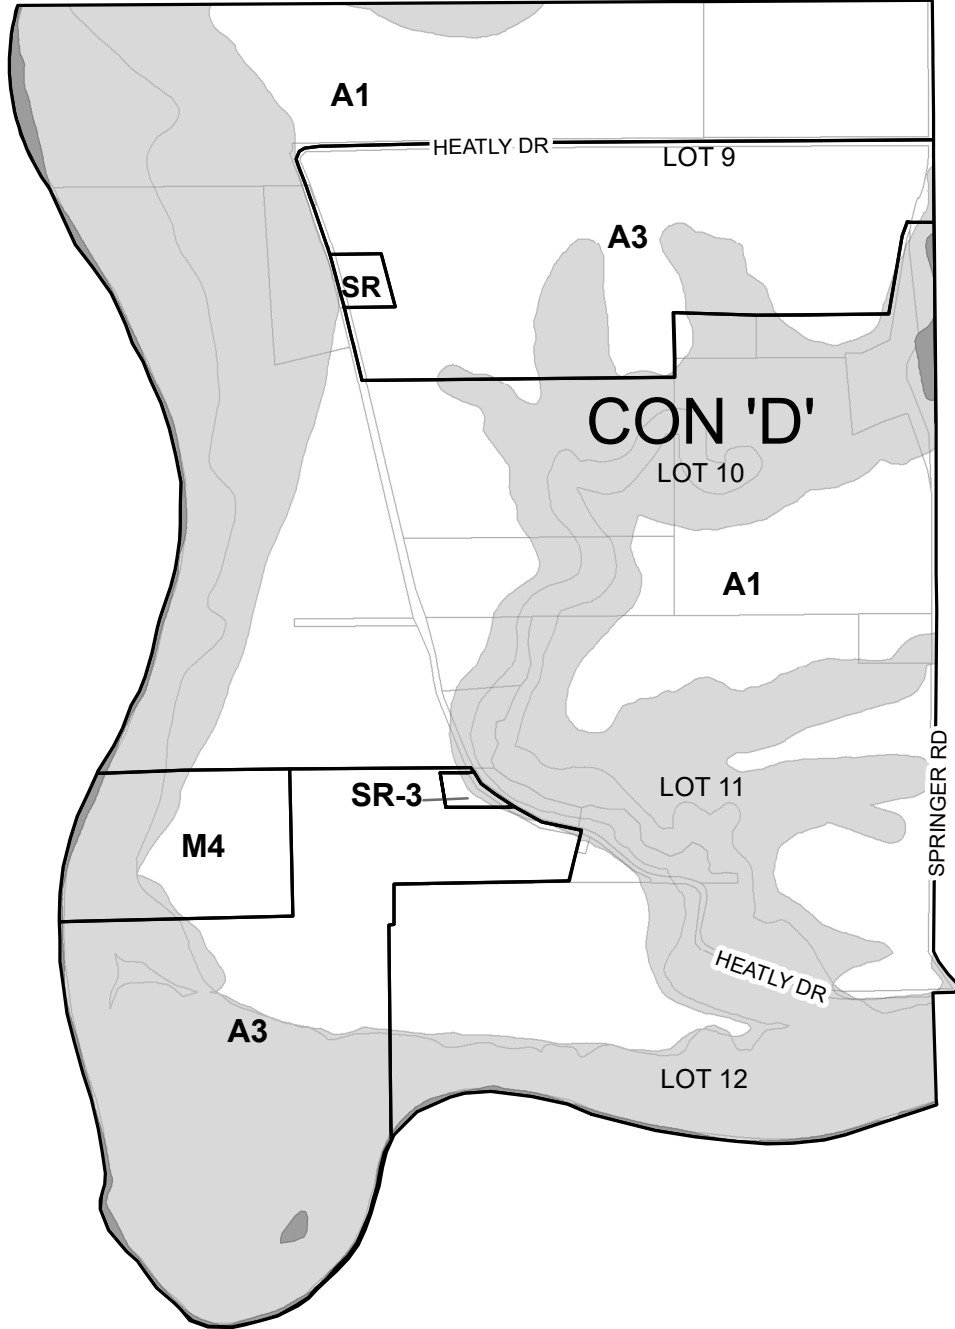 A1
HEATLY DR
LOT 9
A3
SR
CON 'D'
LOT 10
A1
SPRINGER RD
LOT 11
SR-3
M4
HEATLY DR
A3
LOT 12